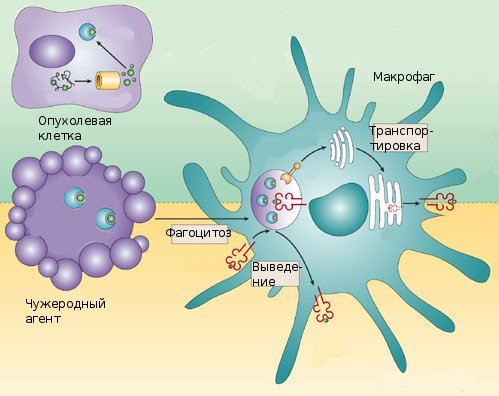 Опухолевая
клетка
Макрофаг
Транспор-
тировка
Фагоцитоз
Выведе-
ние
Чужеродный
агент